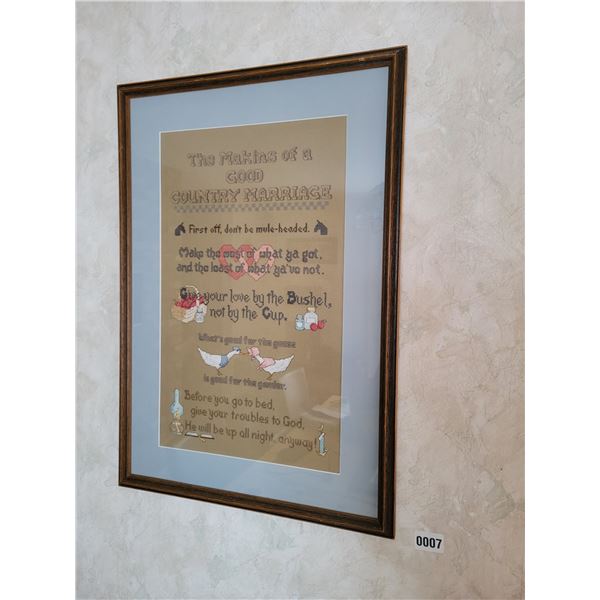 The Making of a
GOOD
COUNTRY MARRIAGE
First off, don't be mule-headed.
Make the most of what ya got,
and the least of what ya've not.
Give your love by the Bushel,
not by the Cup.
What's good for the goose
is good for the gander.
Before you go to bed,
give your troubles to God,
He will be up all night, anyway!
0007